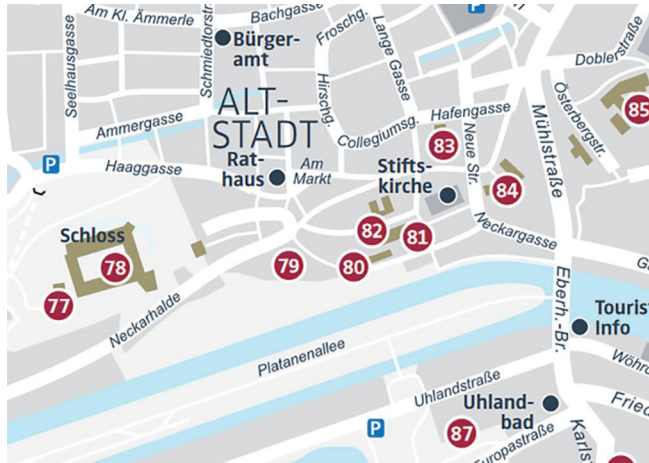 Am Kl. Ämmerle
Bachgasse
Froschg.
P
Seelhausgasse
Schmiedtorstr.
Bürger-
amt
Lange Gasse
Doblerstraße
Hirschg.
ALT-
STADT
Ammergasse
Collegiumsg.
Hafengasse
Österbergstr.
85
Mühlstraße
83
Neue Str.
P
Haaggasse
Rat-
haus
Am
Markt
Stifts-
kirche
84
Schloss
82
81
Neckargasse
78
79
80
77
Neckarhalde
Eberh.-Br.
Tourist
Info
Platanenallee
Uhlandstraße
Uhland-
bad
P
87
Europastraße